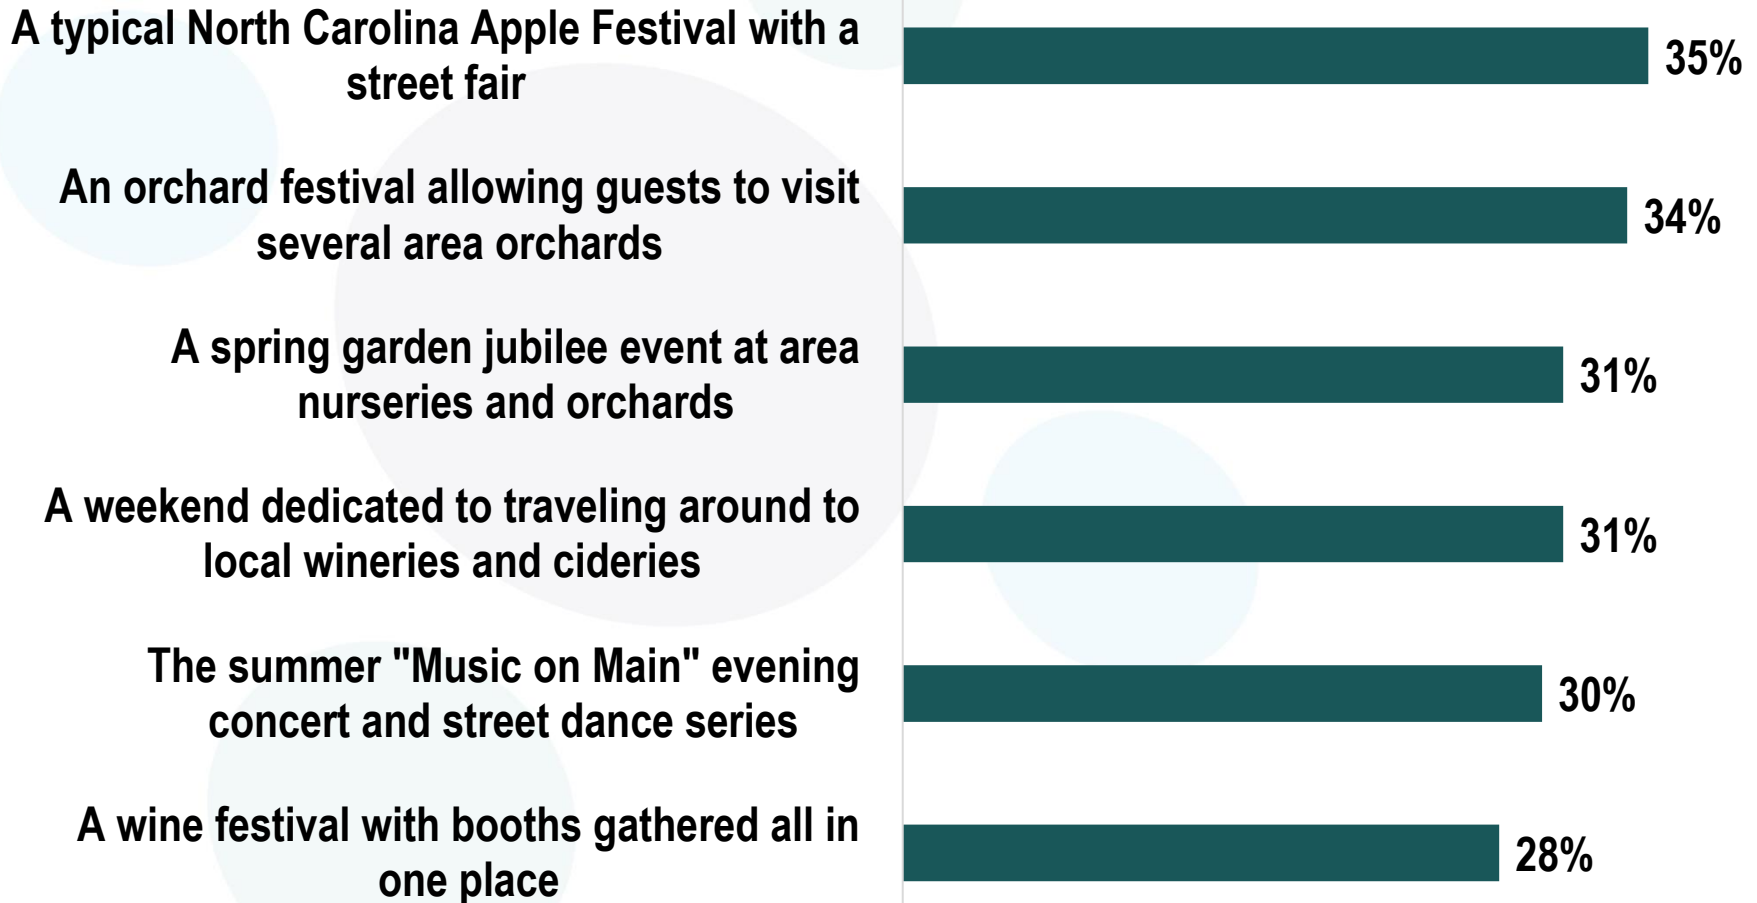 A typical North Carolina Apple Festival with a
street fair
35%
An orchard festival allowing guests to visit
several area orchards
34%
A spring garden jubilee event at area
nurseries and orchards
31%
A weekend dedicated to traveling around to
local wineries and cideries
31%
The summer "Music on Main" evening
concert and street dance series
30%
A wine festival with booths gathered all in
one place
28%